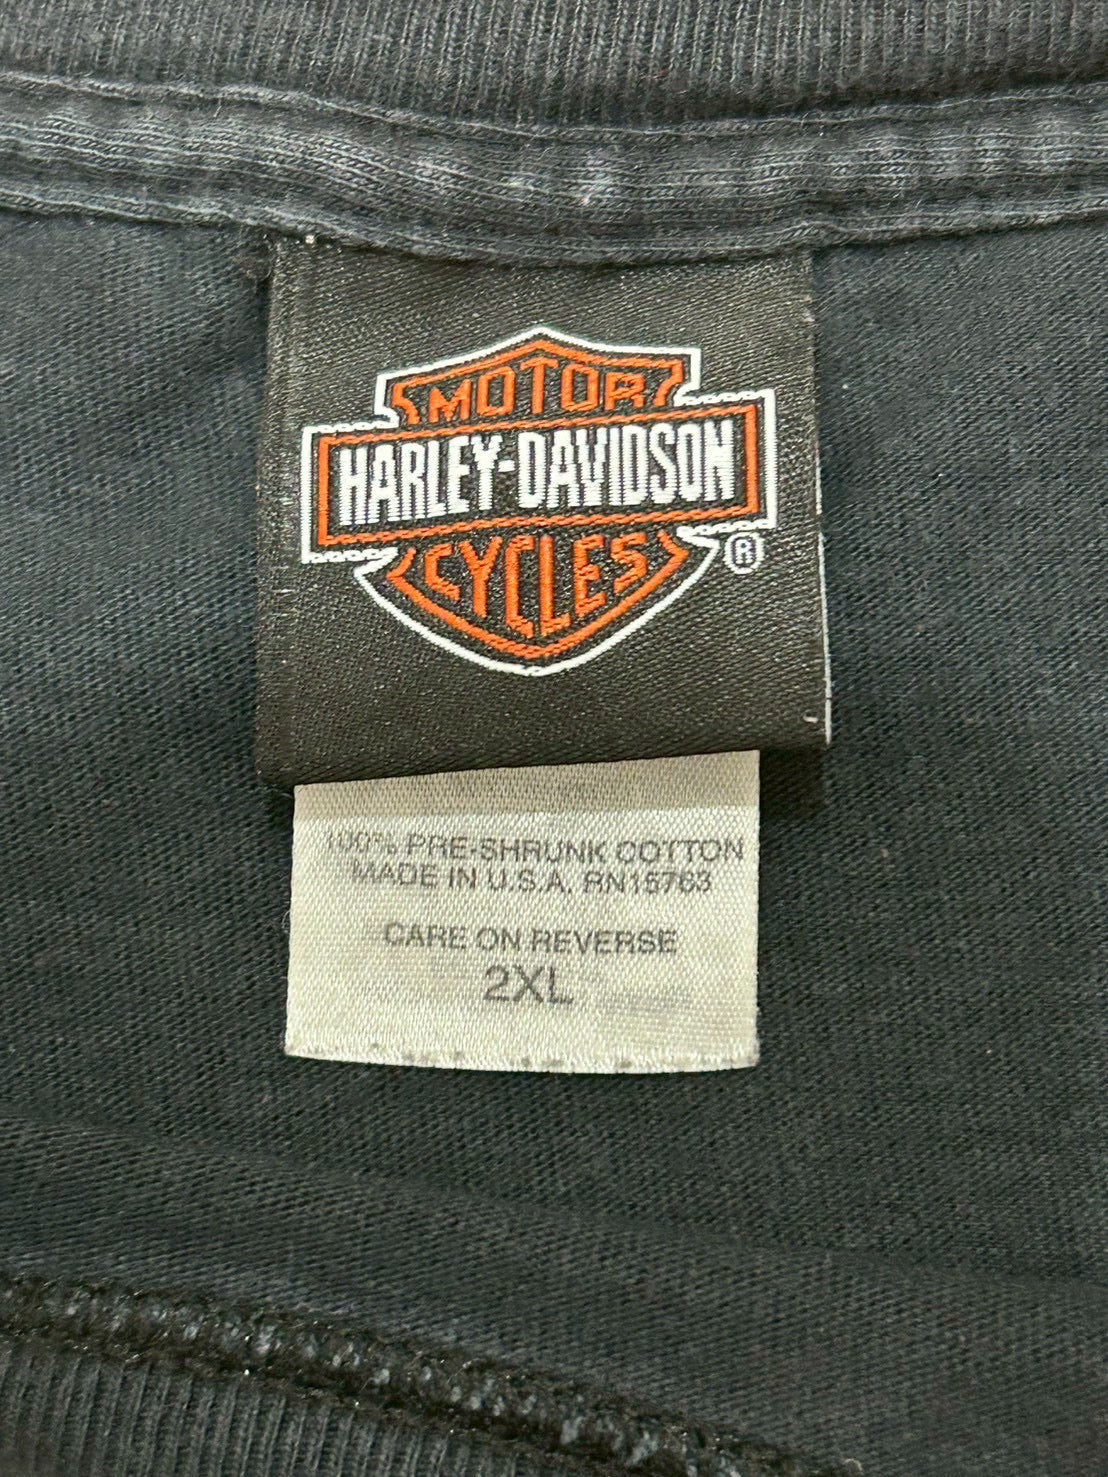 MOTOR
HARLEY-DAVIDSON
CYCLES
®
100% PRE-SHRUNK COTTON
MADE IN U.S.A. RN15763
CARE ON REVERSE
2XL